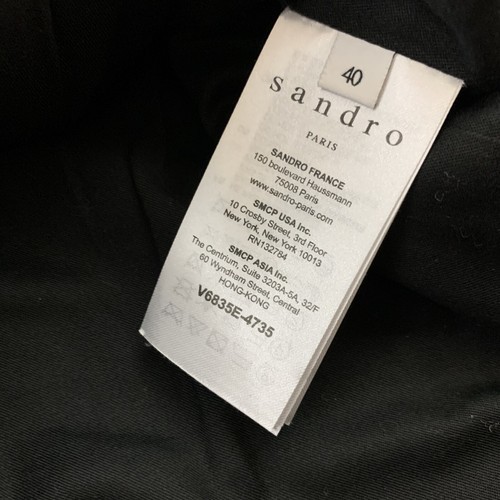 40
sandro
PARIS
SANDRO FRANCE
150 boulevard Haussmann
75008 Paris
www.sandro-paris.com
SMCP USA Inc.
10 Crosby Street, 3rd Floor
New York, New York 10013
RN132784
SMCP ASIA Inc.
The Centrium, Suite 3203A-5A, 32/F
60 Wyndham Street, Central
HONG-KONG
V6835E-4735